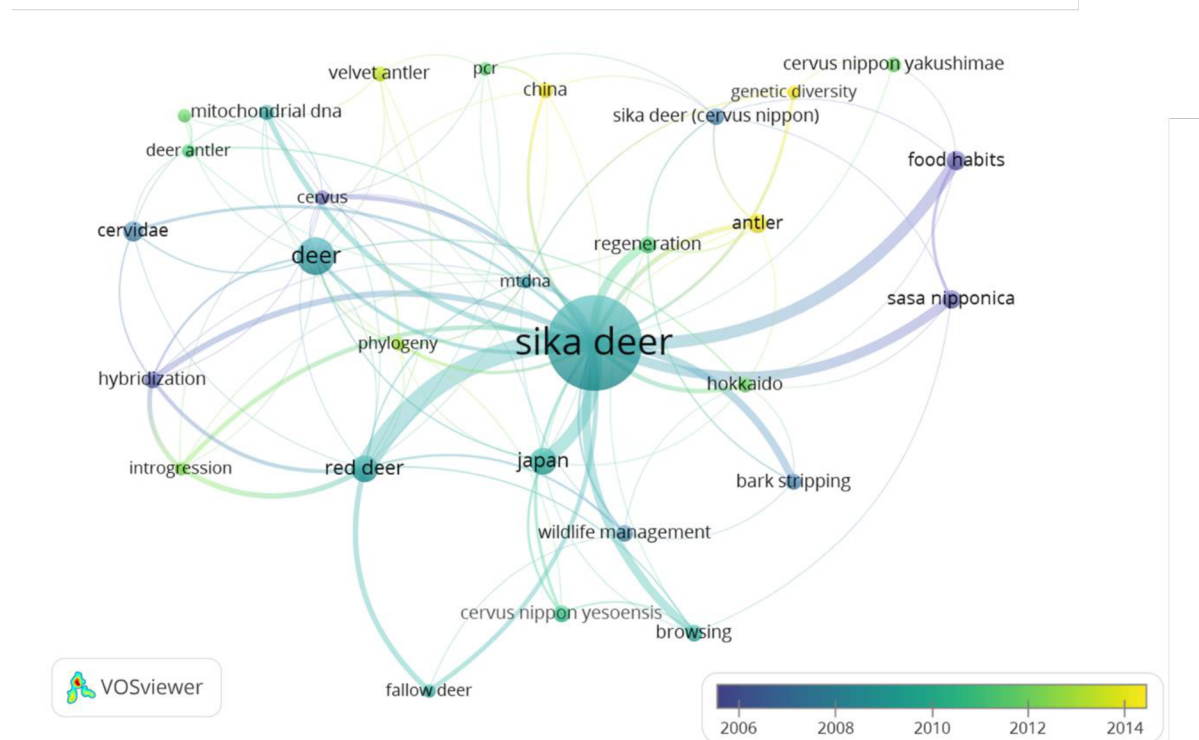 velvet antler
pcr
cervus nippon yakushimae
china
genetic diversity
mitochondrial dna
sika deer (cervus nippon)
deer antler
food habits
cervus
antler
cervidae
regeneration
deer
mtdna
sasa nipponica
sika deer
phylogeny
hybridization
hokkaido
introgression
red deer
japan
bark stripping
wildlife management
cervus nippon yesoensis
browsing
fallow deer
VOSviewer
2006 2008 2010 2012 2014